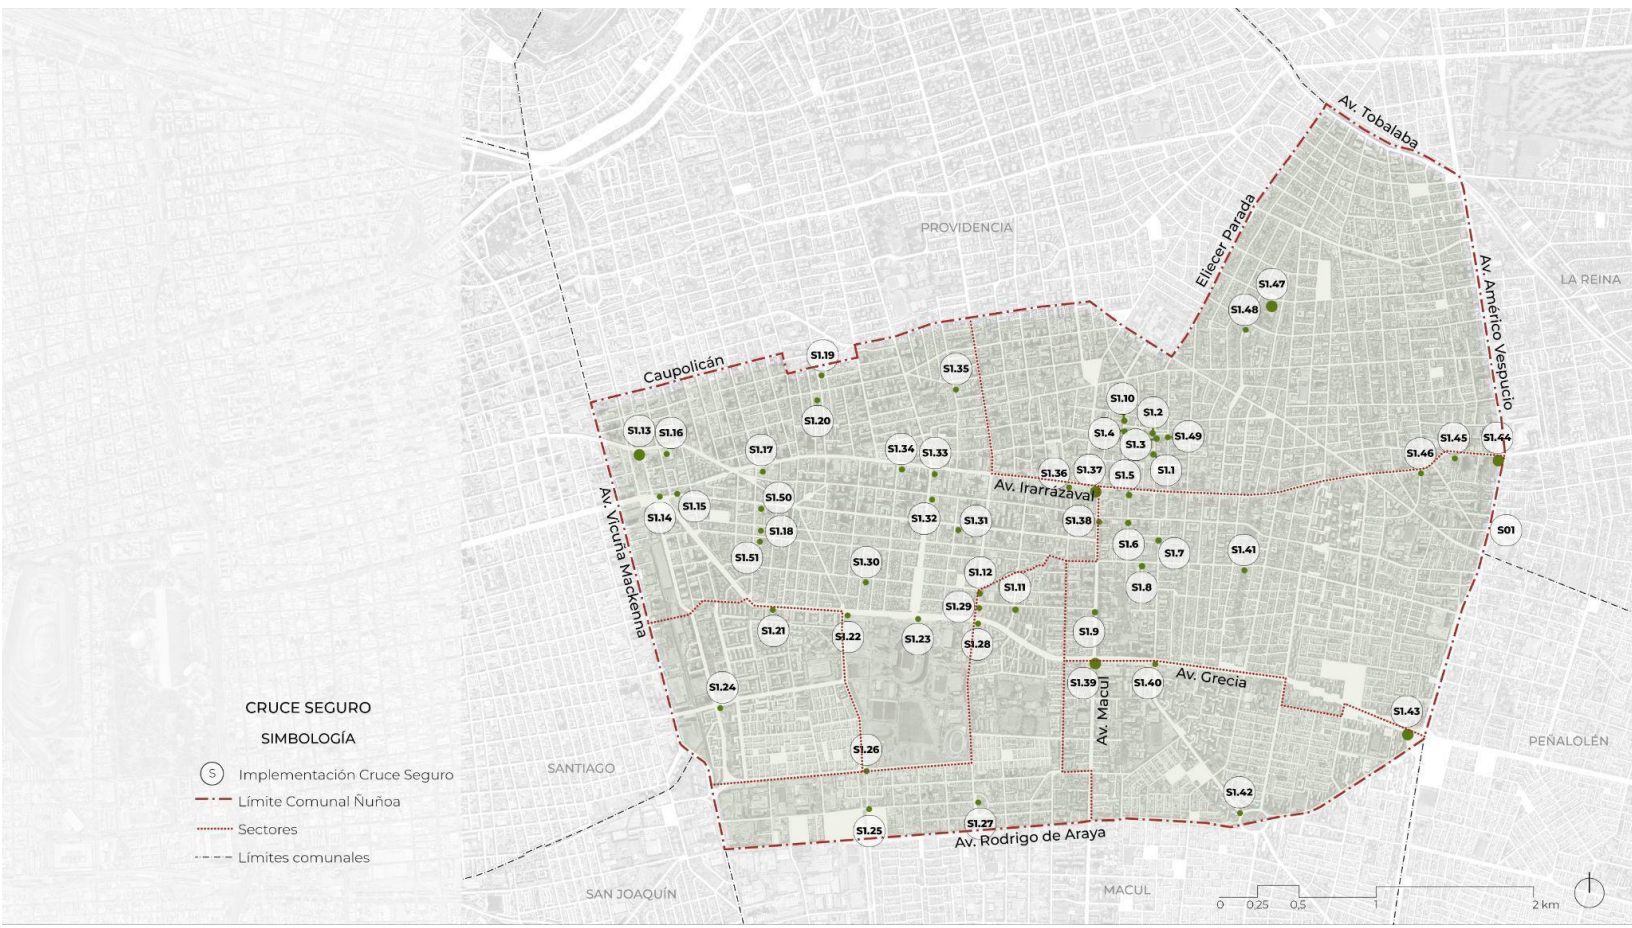 Av. Tobalaba
PROVIDENCIA
Eliecer Parada
Av. Américo Vespucio
LA REINA
S1.47
S1.48
Caupolicán
S1.19
S1.35
S1.20
S1.10
S1.2
S1.4
S1.3
S1.49
S1.1
S1.13
S1.16
S1.17
S1.34
S1.33
S1.36
S1.37
S1.5
S1.46
S1.45
S1.44
Av. Irarrázaval
Av. Vicuña Mackenna
S1.14
S1.15
S1.50
S1.18
S1.51
S1.32
S1.31
S1.38
S1.6
S1.7
S1.41
S01
S1.30
S1.12
S1.11
S1.8
S1.29
S1.21
S1.22
S1.23
S1.28
S1.9
S1.24
S1.39
S1.40
Av. Grecia
Av. Macul
S1.43
PEÑALOLÉN
SANTIAGO
S1.26
S1.42
S1.25
S1.27
Av. Rodrigo de Araya
SAN JOAQUÍN
MACUL
CRUCE SEGURO
SIMBOLOGÍA
S Implementación Cruce Seguro
Límite Comunal Ñuñoa
Sectores
Límites comunales
0 0,25 0,5 1 2 km